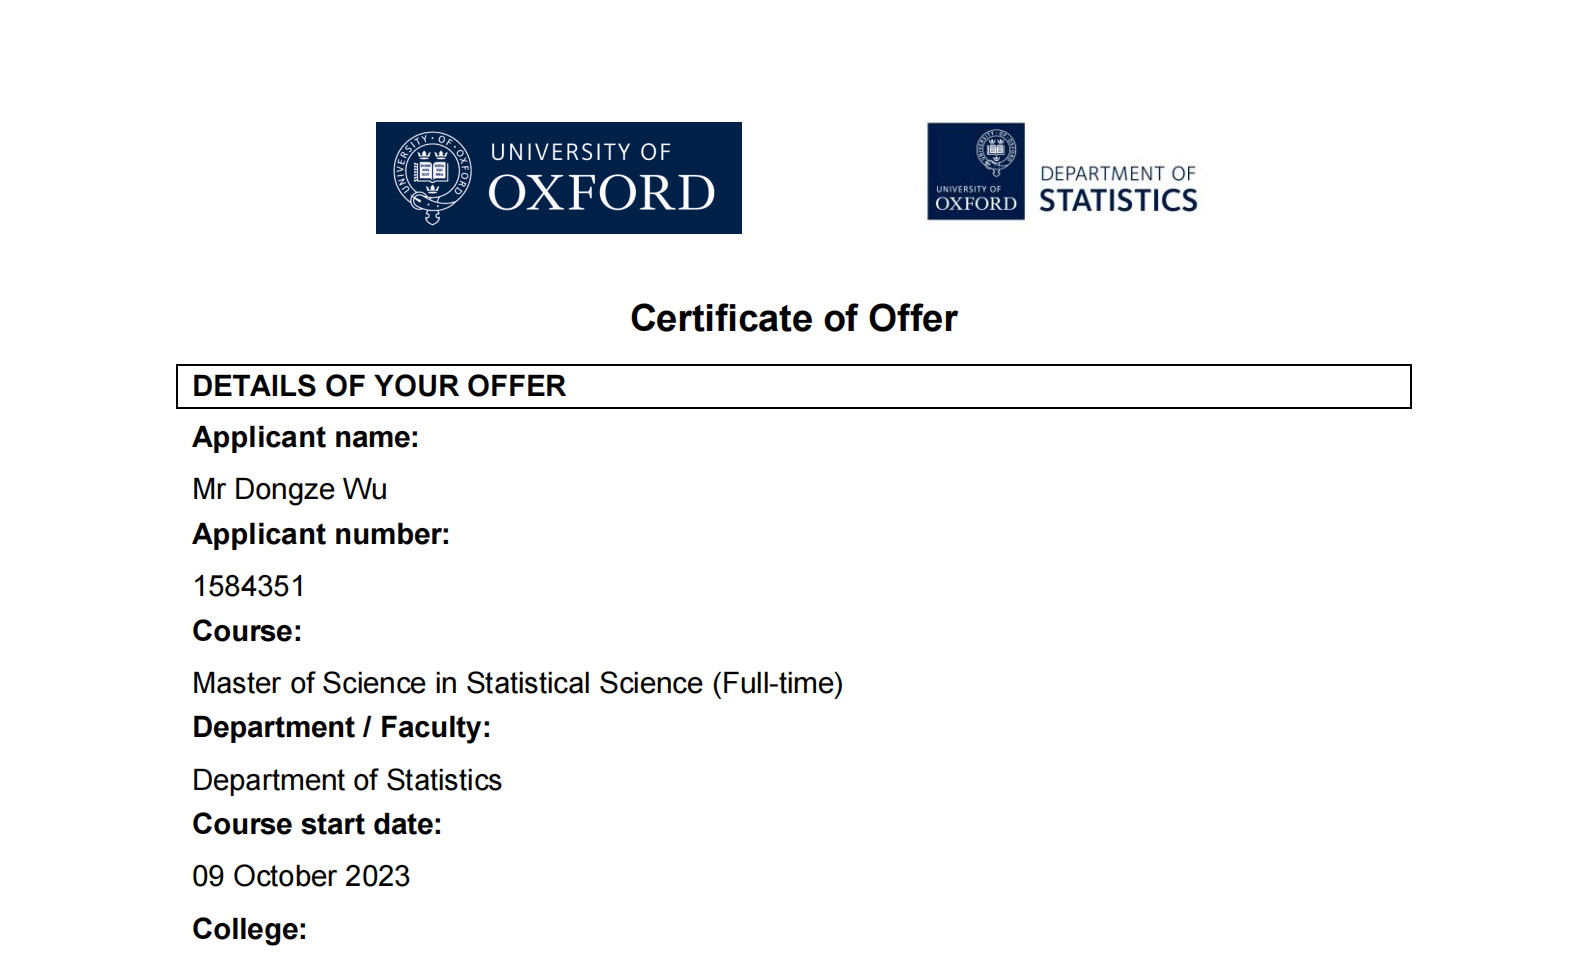 UNIVERSITY OF
OXFORD
UNIVERSITY OF
OXFORD
DEPARTMENT OF
STATISTICS
Certificate of Offer
DETAILS OF YOUR OFFER
Applicant name:
Mr Dongze Wu
Applicant number:
1584351
Course:
Master of Science in Statistical Science (Full-time)
Department / Faculty:
Department of Statistics
Course start date:
09 October 2023
College: